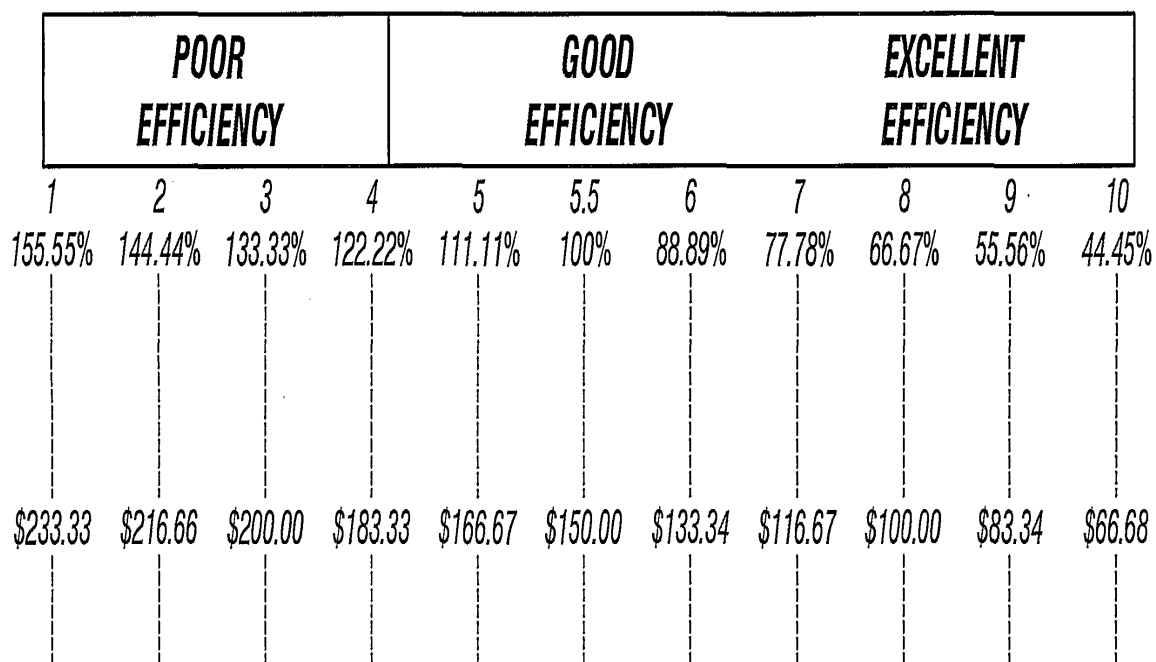 POOR GOOD EXCELLENT
EFFICIENCY EFFICIENCY EFFICIENCY
1 2 3 4 5 5.5 6 7 8 9 10
155.55% 144.44% 133.33% 122.22% 111.11% 100% 88.89% 77.78% 66.67% 55.56% 44.45%
$233.33 $216.66 $200.00 $183.33 $166.67 $150.00 $133.34 $116.67 $100.00 $83.34 $66.68